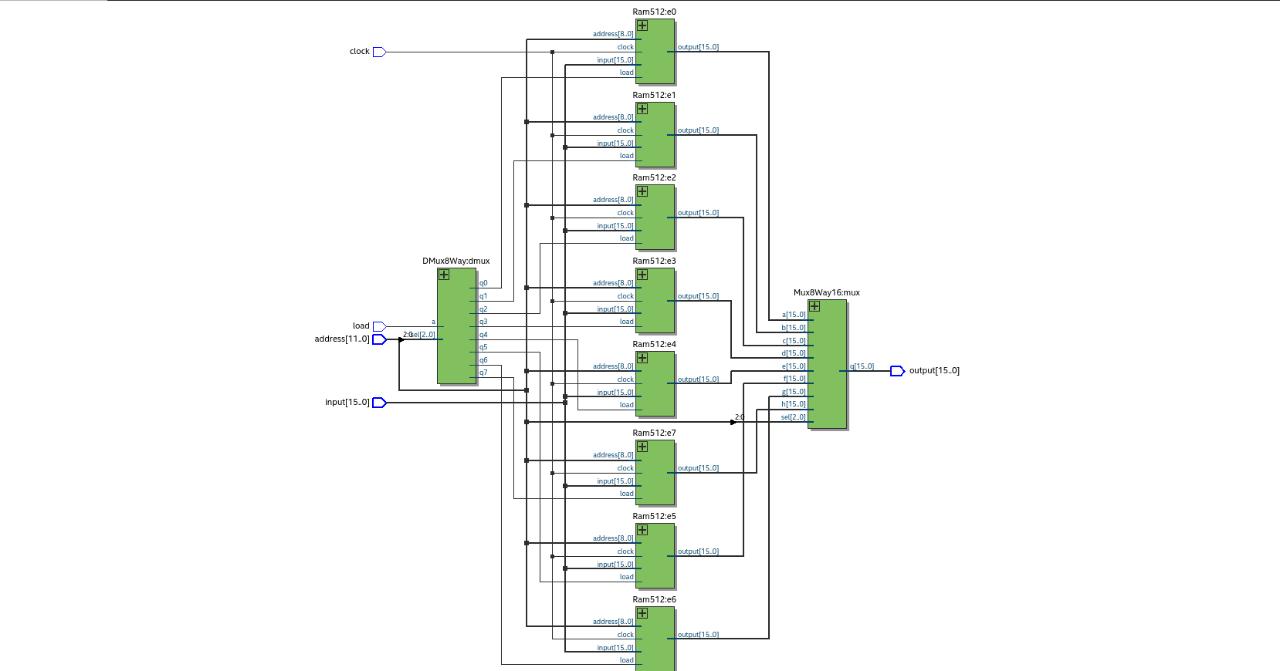 Ram512:e0
address[8..0]
clock
input[15..0]
load
output[15..0]
clock
Ram512:e1
address[8..0]
clock
input[15..0]
load
output[15..0]
Ram512:e2
address[8..0]
clock
input[15..0]
load
output[15..0]
DMux8Way:dmux
a
sel[2..0]
q0
q1
q2
q3
q4
q5
q6
q7
load
address[11..0]
2:0
input[15..0]
Ram512:e3
address[8..0]
clock
input[15..0]
load
output[15..0]
Ram512:e4
address[8..0]
clock
input[15..0]
load
output[15..0]
Mux8Way16:mux
a[15..0]
b[15..0]
c[15..0]
d[15..0]
e[15..0]
f[15..0]
g[15..0]
h[15..0]
sel[2..0]
2:0
q[15..0]
output[15..0]
Ram512:e7
address[8..0]
clock
input[15..0]
load
output[15..0]
Ram512:e5
address[8..0]
clock
input[15..0]
load
output[15..0]
Ram512:e6
address[8..0]
clock
input[15..0]
load
output[15..0]